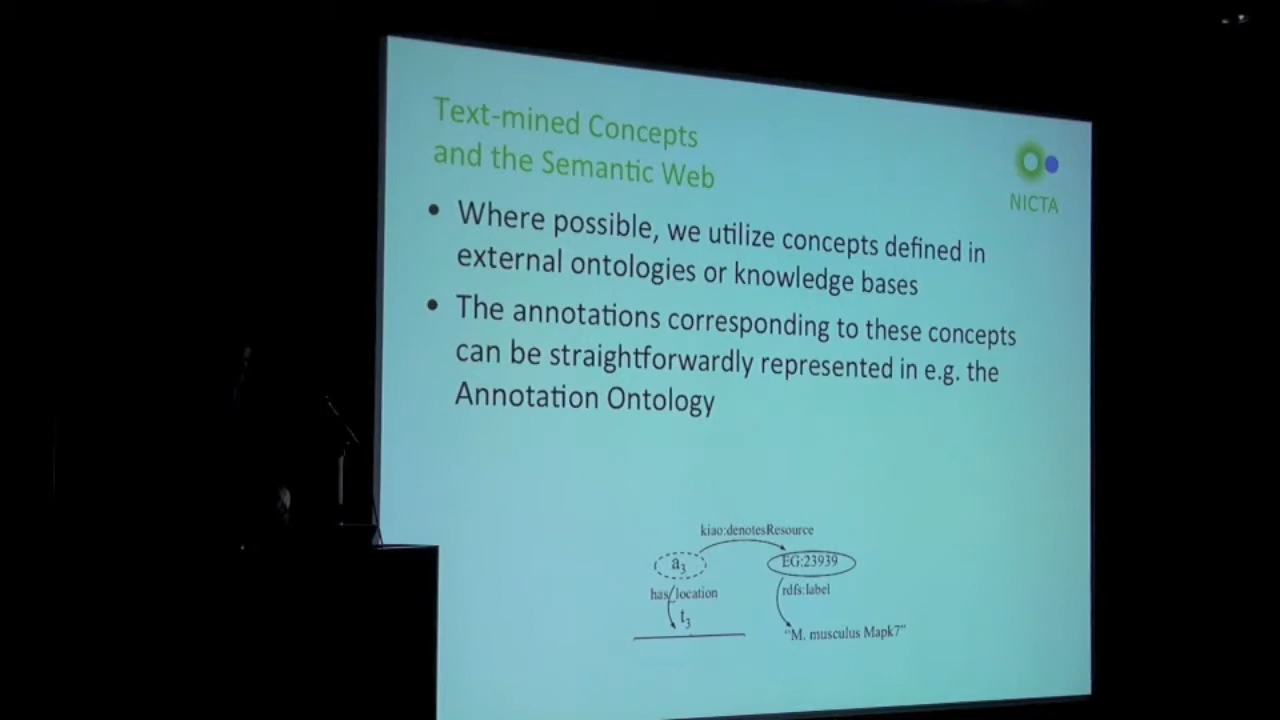 Text-mined Concepts
and the Semantic Web
NICTA
• Where possible, we utilize concepts defined in
external ontologies or knowledge bases
• The annotations corresponding to these concepts
can be straightforwardly represented in e.g. the
Annotation Ontology
kiao:denotesResource
a₃
EG:23939
has_location
rdfs:label
t₃
"M. musculus Mapk7"